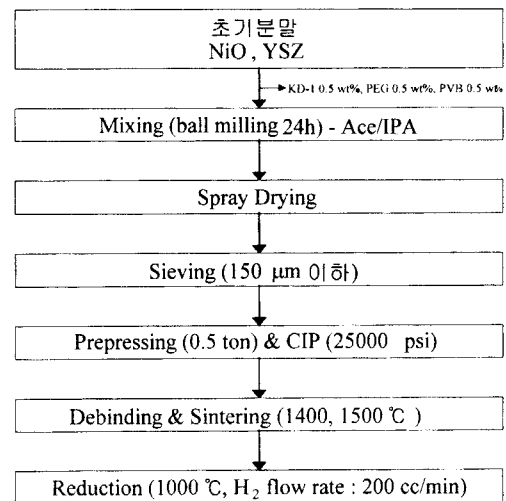 초기분말
NiO , YSZ
KD-1 0.5 wt%, PEG 0.5 wt%, PVB 0.5 wt%
Mixing (ball milling 24h) - Ace/IPA
Spray Drying
Sieving (150 μm 이하)
Prepressing (0.5 ton) & CIP (25000 psi)
Debinding & Sintering (1400, 1500 ℃ )
Reduction (1000 ℃, H₂ flow rate : 200 cc/min)